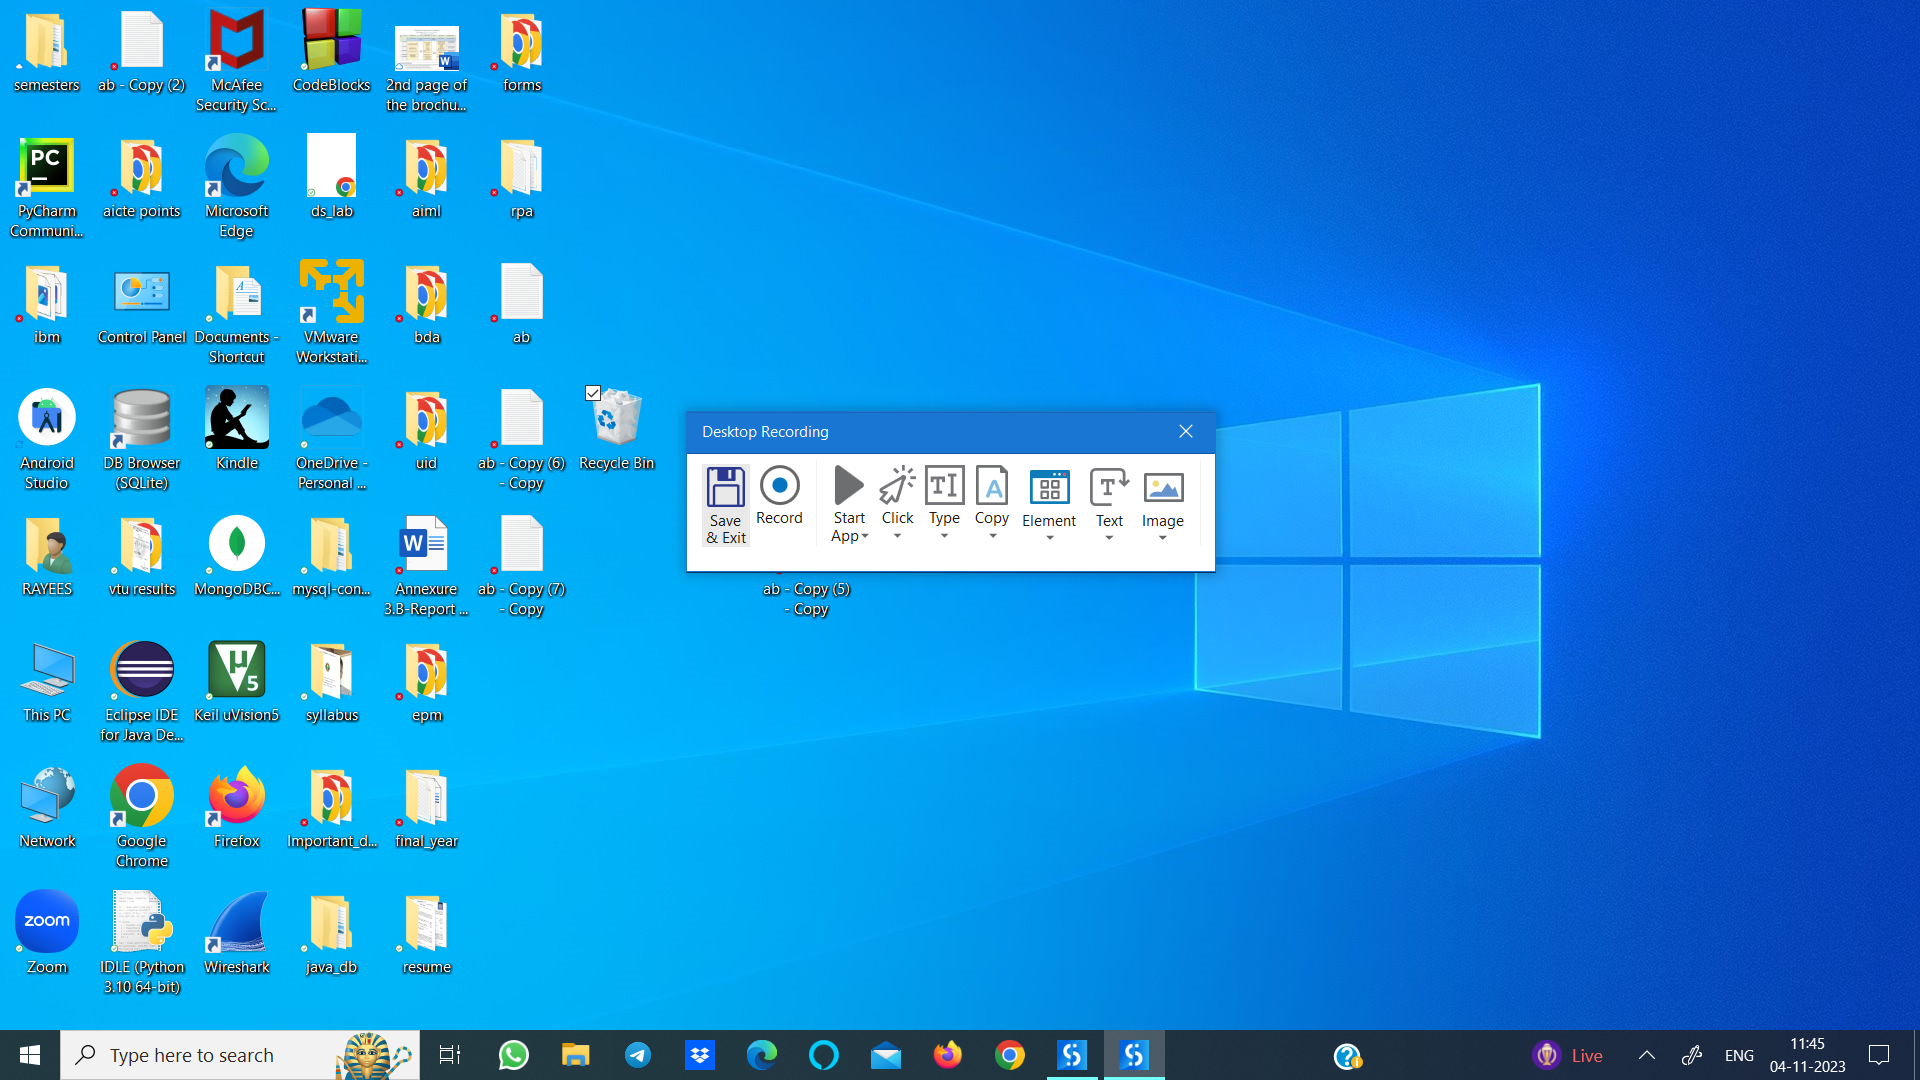 semesters
ab - Copy (2)
McAfee
Security Sc...
CodeBlocks
2nd page of
the brochu...
forms
PC
PyCharm
Communi...
aicte points
Microsoft
Edge
ds_lab
aiml
rpa
ibm
Control Panel
Documents -
Shortcut
VMware
Workstati...
bda
ab
Android
Studio
DB Browser
(SQLite)
Kindle
OneDrive -
Personal ...
uid
ab - Copy (6)
- Copy
Recycle Bin
Desktop Recording
Save
& Exit
Record
Start
App
Click
Type
Copy
Element
Text
Image
RAYEES
vtu results
MongoDBC...
mysql-con...
Annexure
3.B-Report ...
ab - Copy (7)
- Copy
ab - Copy (5)
- Copy
This PC
Eclipse IDE
for Java De...
Keil uVision5
syllabus
epm
Network
Google
Chrome
Firefox
Important_d...
final_year
zoom
Zoom
IDLE (Python
3.10 64-bit)
Wireshark
java_db
resume
Type here to search
Live
ENG
11:45
04-11-2023